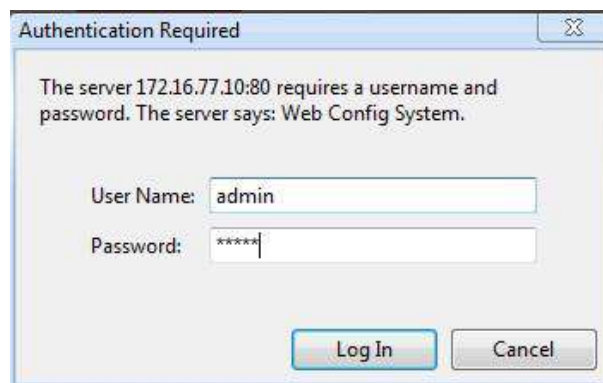 Authentication Required
The server 172.16.77.10:80 requires a username and
password. The server says: Web Config System.
User Name: admin
Password: *****
Log In Cancel